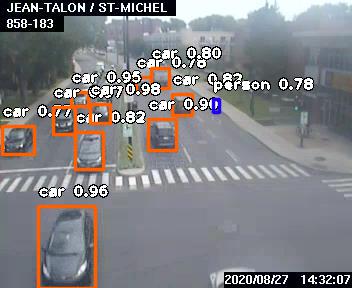 JEAN-TALON / ST-MICHEL
858-183
car 0.80
car 0.78
car 0.95
car 0.82
person 0.78
car 0.98
car 0.77
car 0.90
car 0.82
car 0.96
2020/08/27 14:32:07